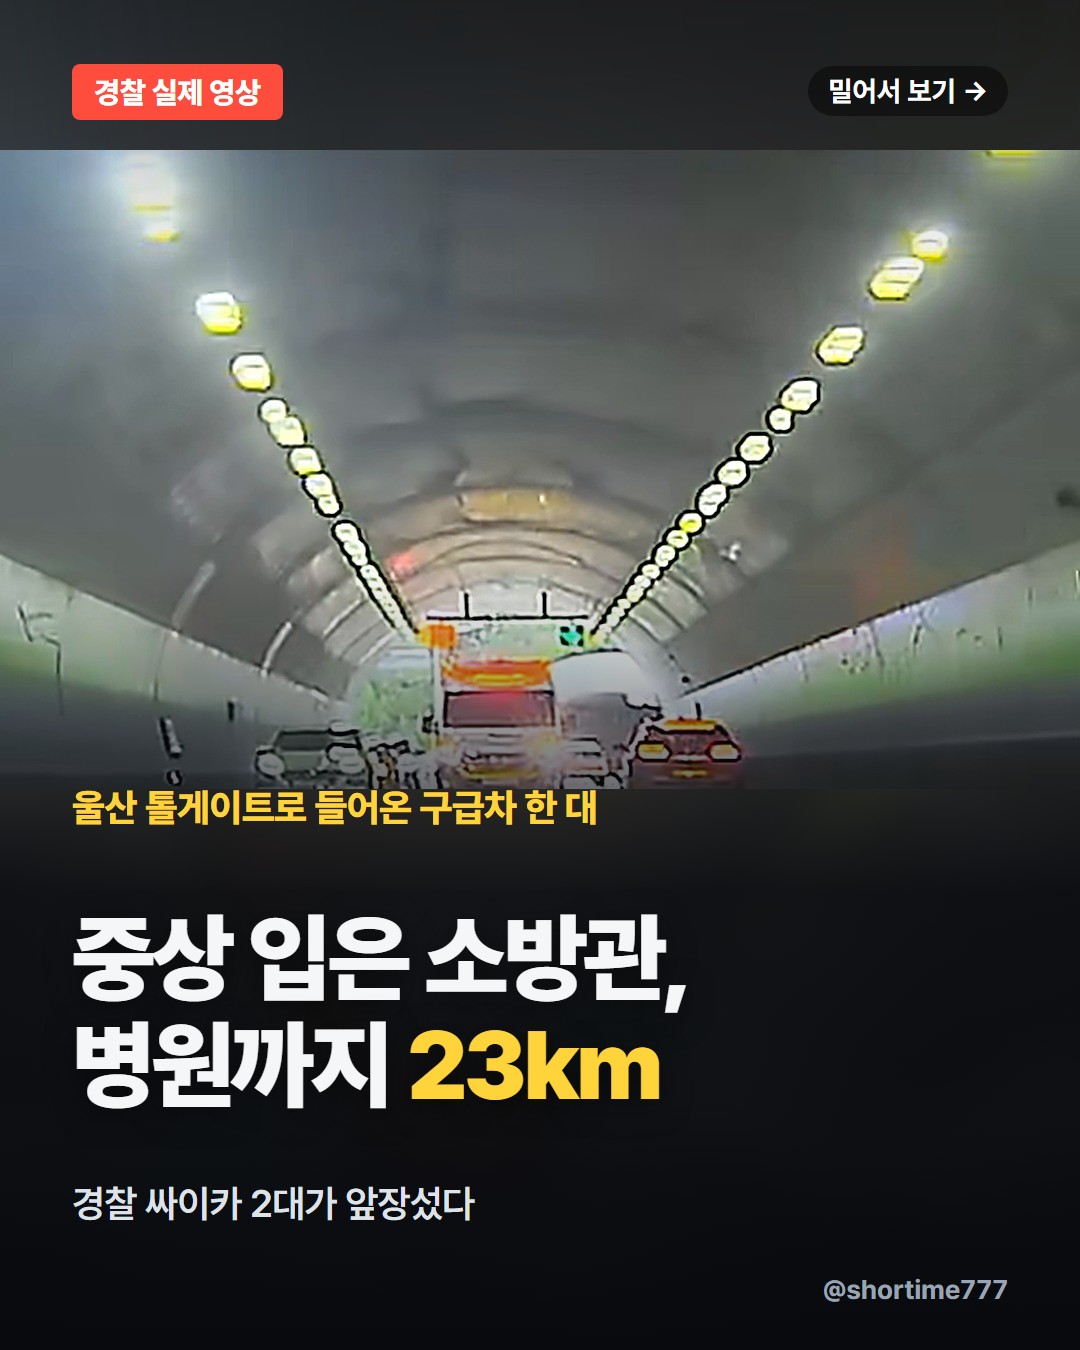 경찰 실제 영상
밀어서 보기 →
울산 톨게이트로 들어온 구급차 한 대
중상 입은 소방관,
병원까지 23km
경찰 싸이카 2대가 앞장섰다
@shortime777